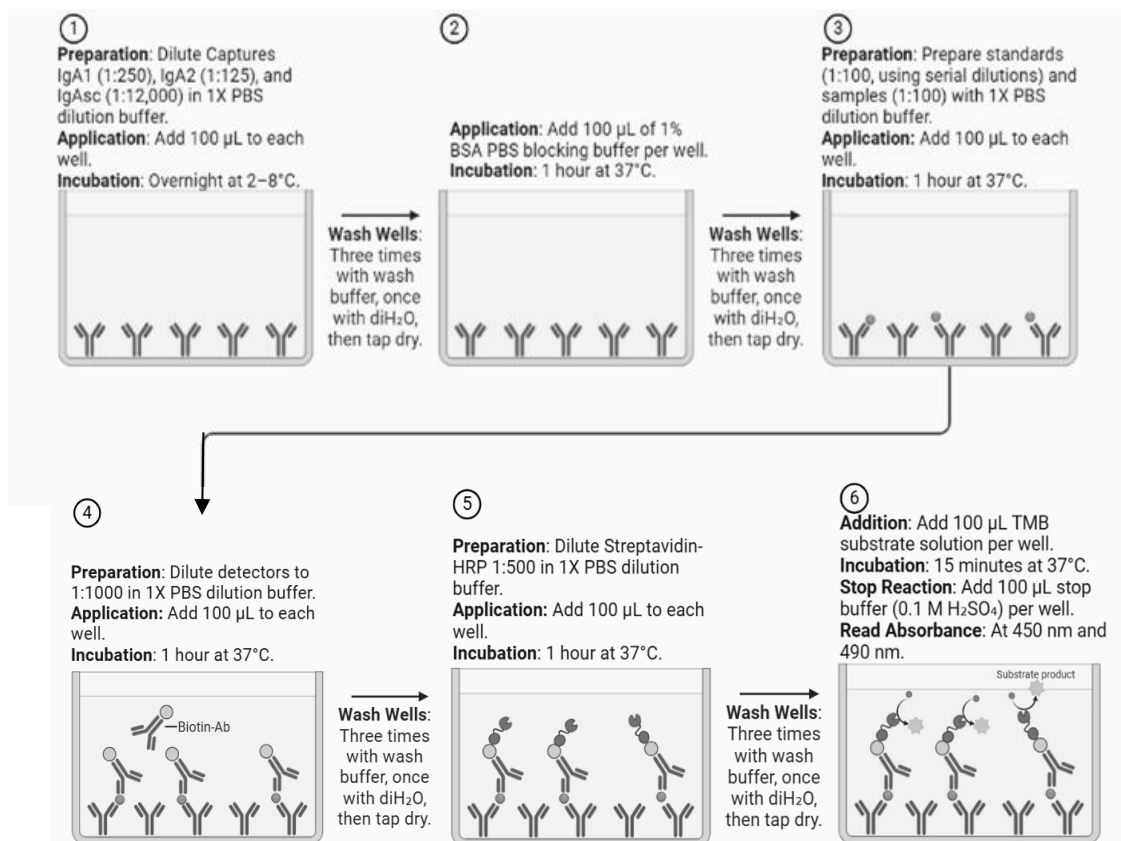 1
Preparation: Dilute Captures
IgA1 (1:250), IgA2 (1:125), and
IgAsc (1:12,000) in 1X PBS
dilution buffer.
Application: Add 100 µL to each
well.
Incubation: Overnight at 2–8°C.
Wash Wells:
Three times
with wash
buffer, once
with diH₂O,
then tap dry.
2
Application: Add 100 µL of 1%
BSA PBS blocking buffer per well.
Incubation: 1 hour at 37°C.
Wash Wells:
Three times
with wash
buffer, once
with diH₂O,
then tap dry.
3
Preparation: Prepare standards
(1:100, using serial dilutions) and
samples (1:100) with 1X PBS
dilution buffer.
Application: Add 100 µL to each
well.
Incubation: 1 hour at 37°C.
4
Preparation: Dilute detectors to
1:1000 in 1X PBS dilution buffer.
Application: Add 100 µL to each
well.
Incubation: 1 hour at 37°C.
Biotin-Ab
Wash Wells:
Three times
with wash
buffer, once
with diH₂O,
then tap dry.
5
Preparation: Dilute Streptavidin-
HRP 1:500 in 1X PBS dilution
buffer.
Application: Add 100 µL to each
well.
Incubation: 1 hour at 37°C.
Wash Wells:
Three times
with wash
buffer, once
with diH₂O,
then tap dry.
6
Addition: Add 100 µL TMB
substrate solution per well.
Incubation: 15 minutes at 37°C.
Stop Reaction: Add 100 µL stop
buffer (0.1 M H₂SO₄) per well.
Read Absorbance: At 450 nm and
490 nm.
Substrate product